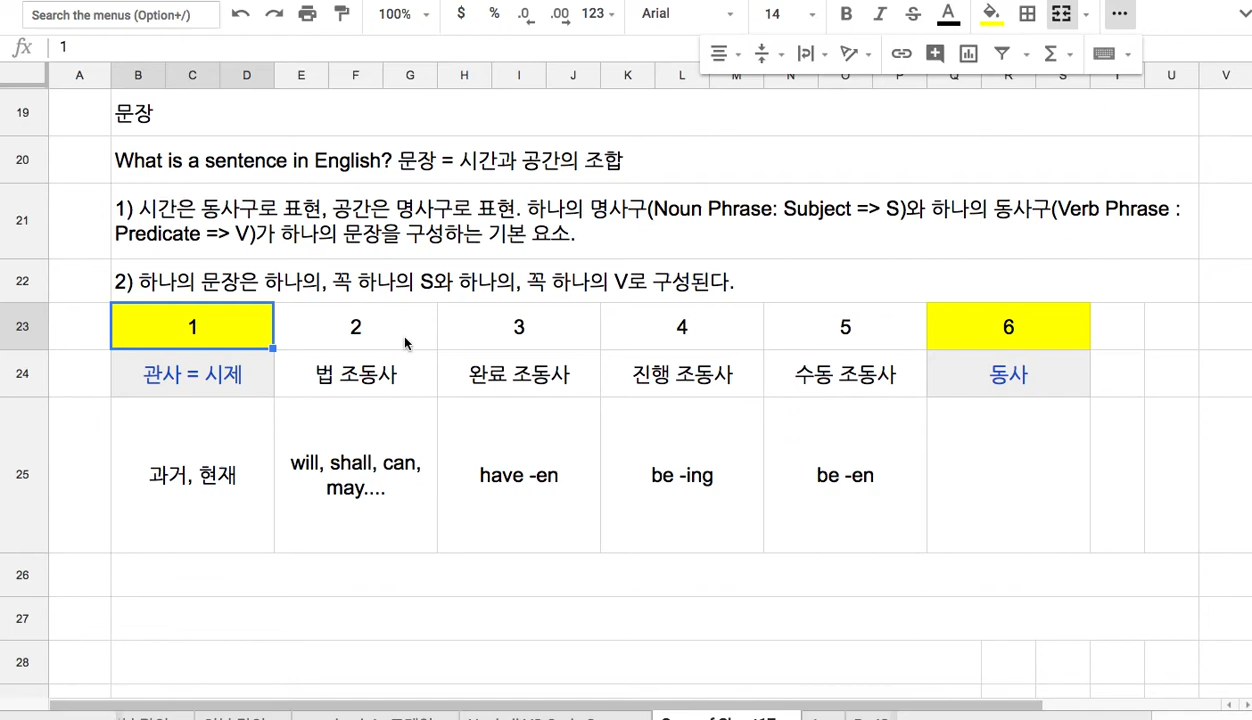 Search the menus (Option+/) 100% $ % .0 .00 123 Arial 14 B I S A
fx 1
A B C D E F G H I J K L M N O P Q R S T U V
19 문장
20 What is a sentence in English? 문장 = 시간과 공간의 조합
21 1) 시간은 동사구로 표현, 공간은 명사구로 표현. 하나의 명사구(Noun Phrase: Subject => S)와 하나의 동사구(Verb Phrase :
Predicate => V)가 하나의 문장을 구성하는 기본 요소.
22 2) 하나의 문장은 하나의, 꼭 하나의 S와 하나의, 꼭 하나의 V로 구성된다.
23 1 2 3 4 5 6
24 관사 = 시제 법 조동사 완료 조동사 진행 조동사 수동 조동사 동사
25 과거, 현재 will, shall, can, have -en be -ing be -en
may....
26
27
28